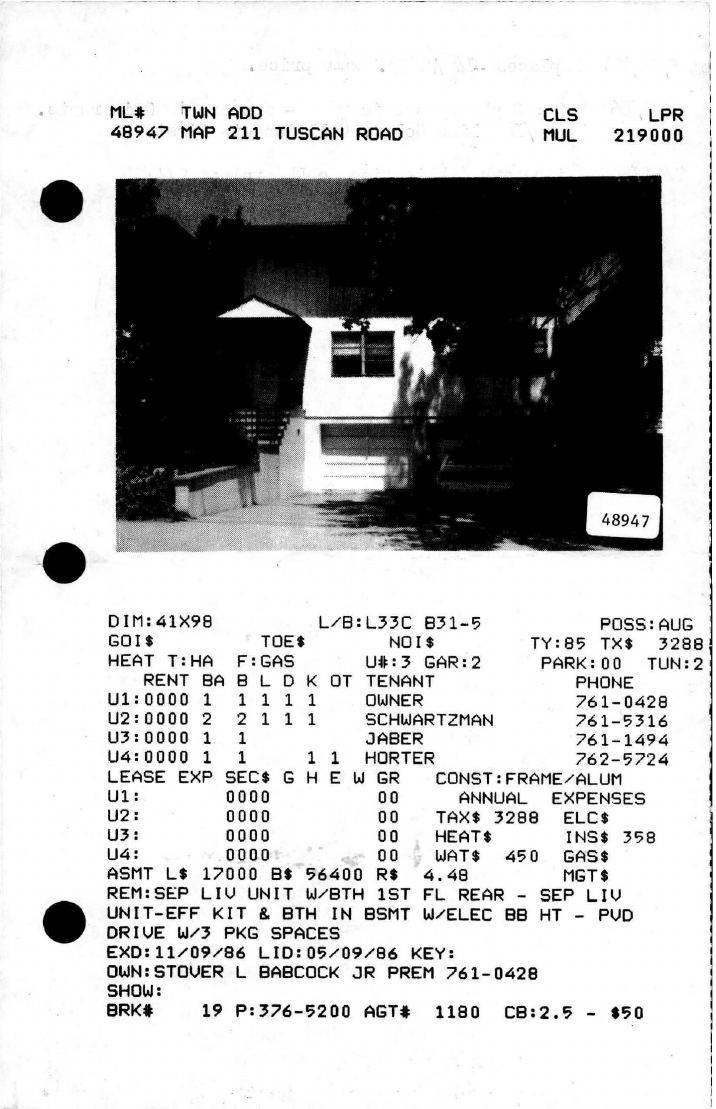 ML# TWN ADD CLS LPR
48947 MAP 211 TUSCAN ROAD MUL 219000
48947
DIM:41X98 L/B:L33C B31-5 POSS:AUG
GOI$ TOE$ NOI$ TY:85 TX$ 3288
HEAT T:HA F:GAS U#:3 GAR:2 PARK:00 TUN:2
RENT BA B L D K OT TENANT PHONE
U1:0000 1 1 1 1 1 OWNER 761-0428
U2:0000 2 2 1 1 1 SCHWARTZMAN 761-5316
U3:0000 1 1 JABER 761-1494
U4:0000 1 1 1 1 HORTER 762-5724
LEASE EXP SEC$ G H E W GR CONST:FRAME/ALUM
U1: 0000 00 ANNUAL EXPENSES
U2: 0000 00 TAX$ 3288 ELC$
U3: 0000 00 HEAT$ INS$ 358
U4: 0000 00 WAT$ 450 GAS$
ASMT L$ 17000 B$ 56400 R$ 4.48 MGT$
REM:SEP LIV UNIT W/BTH 1ST FL REAR - SEP LIV
UNIT-EFF KIT & BTH IN BSMT W/ELEC BB HT - PVD
DRIVE W/3 PKG SPACES
EXD:11/09/86 LID:05/09/86 KEY:
OWN:STOVER L BABCOCK JR PREM 761-0428
SHOW:
BRK# 19 P:376-5200 AGT# 1180 CB:2.5 - $50